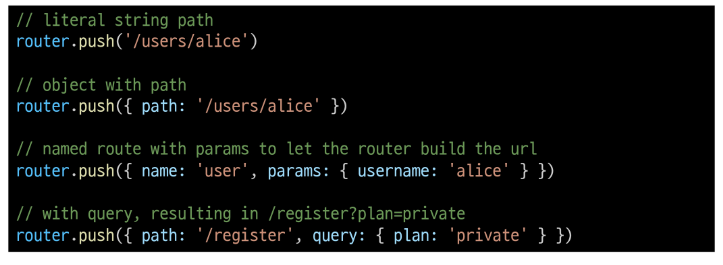 // literal string path
router.push('/users/alice')
// object with path
router.push({ path: '/users/alice' })
// named route with params to let the router build the url
router.push({ name: 'user', params: { username: 'alice' } })
// with query, resulting in /register?plan=private
router.push({ path: '/register', query: { plan: 'private' } })